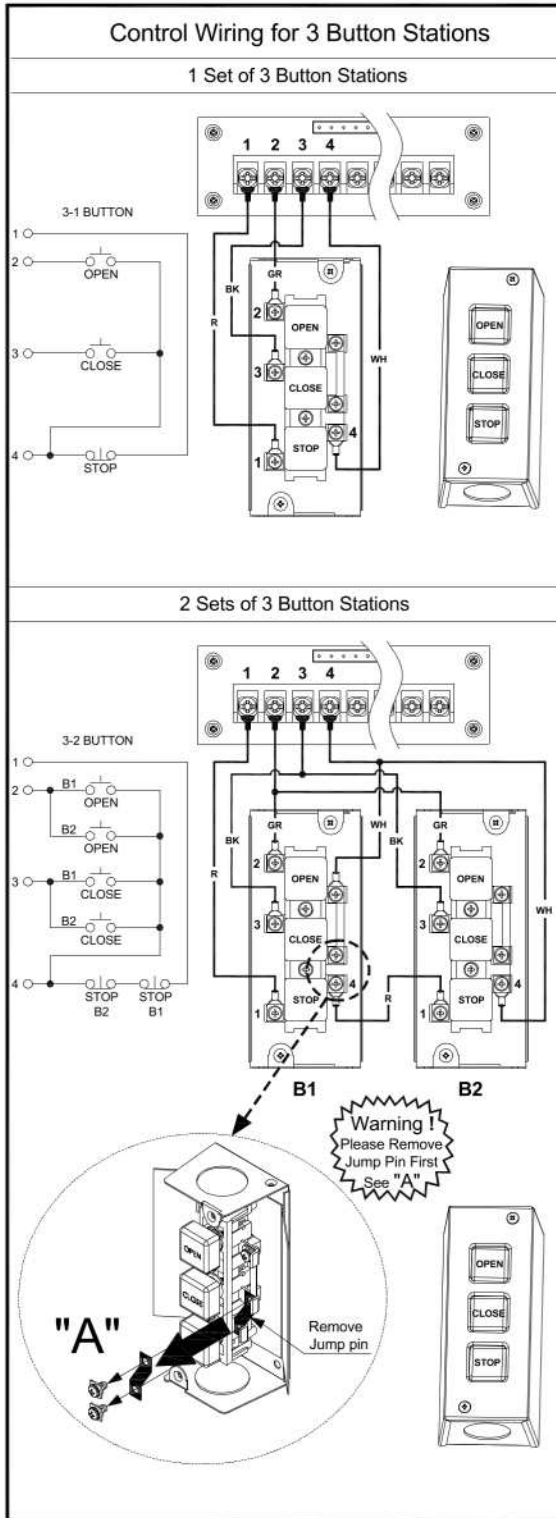 Control Wiring for 3 Button Stations
1 Set of 3 Button Stations
1 2 3 4
3-1 BUTTON
1
2
OPEN
3
CLOSE
4
STOP
R
BK
GR
WH
2
OPEN
3
CLOSE
STOP
4
1
OPEN
CLOSE
STOP
2 Sets of 3 Button Stations
1 2 3 4
3-2 BUTTON
1
2
B1
OPEN
B2
OPEN
3
B1
CLOSE
B2
CLOSE
4
STOP STOP
B2 B1
R
BK
GR
WH
BK
GR
WH
2
OPEN
3
CLOSE
STOP
4
1
R
2
OPEN
3
CLOSE
STOP
4
1
B1 B2
Warning !
Please Remove
Jump Pin First
See "A"
"A"
OPEN
CLOSE
Remove
Jump pin
OPEN
CLOSE
STOP